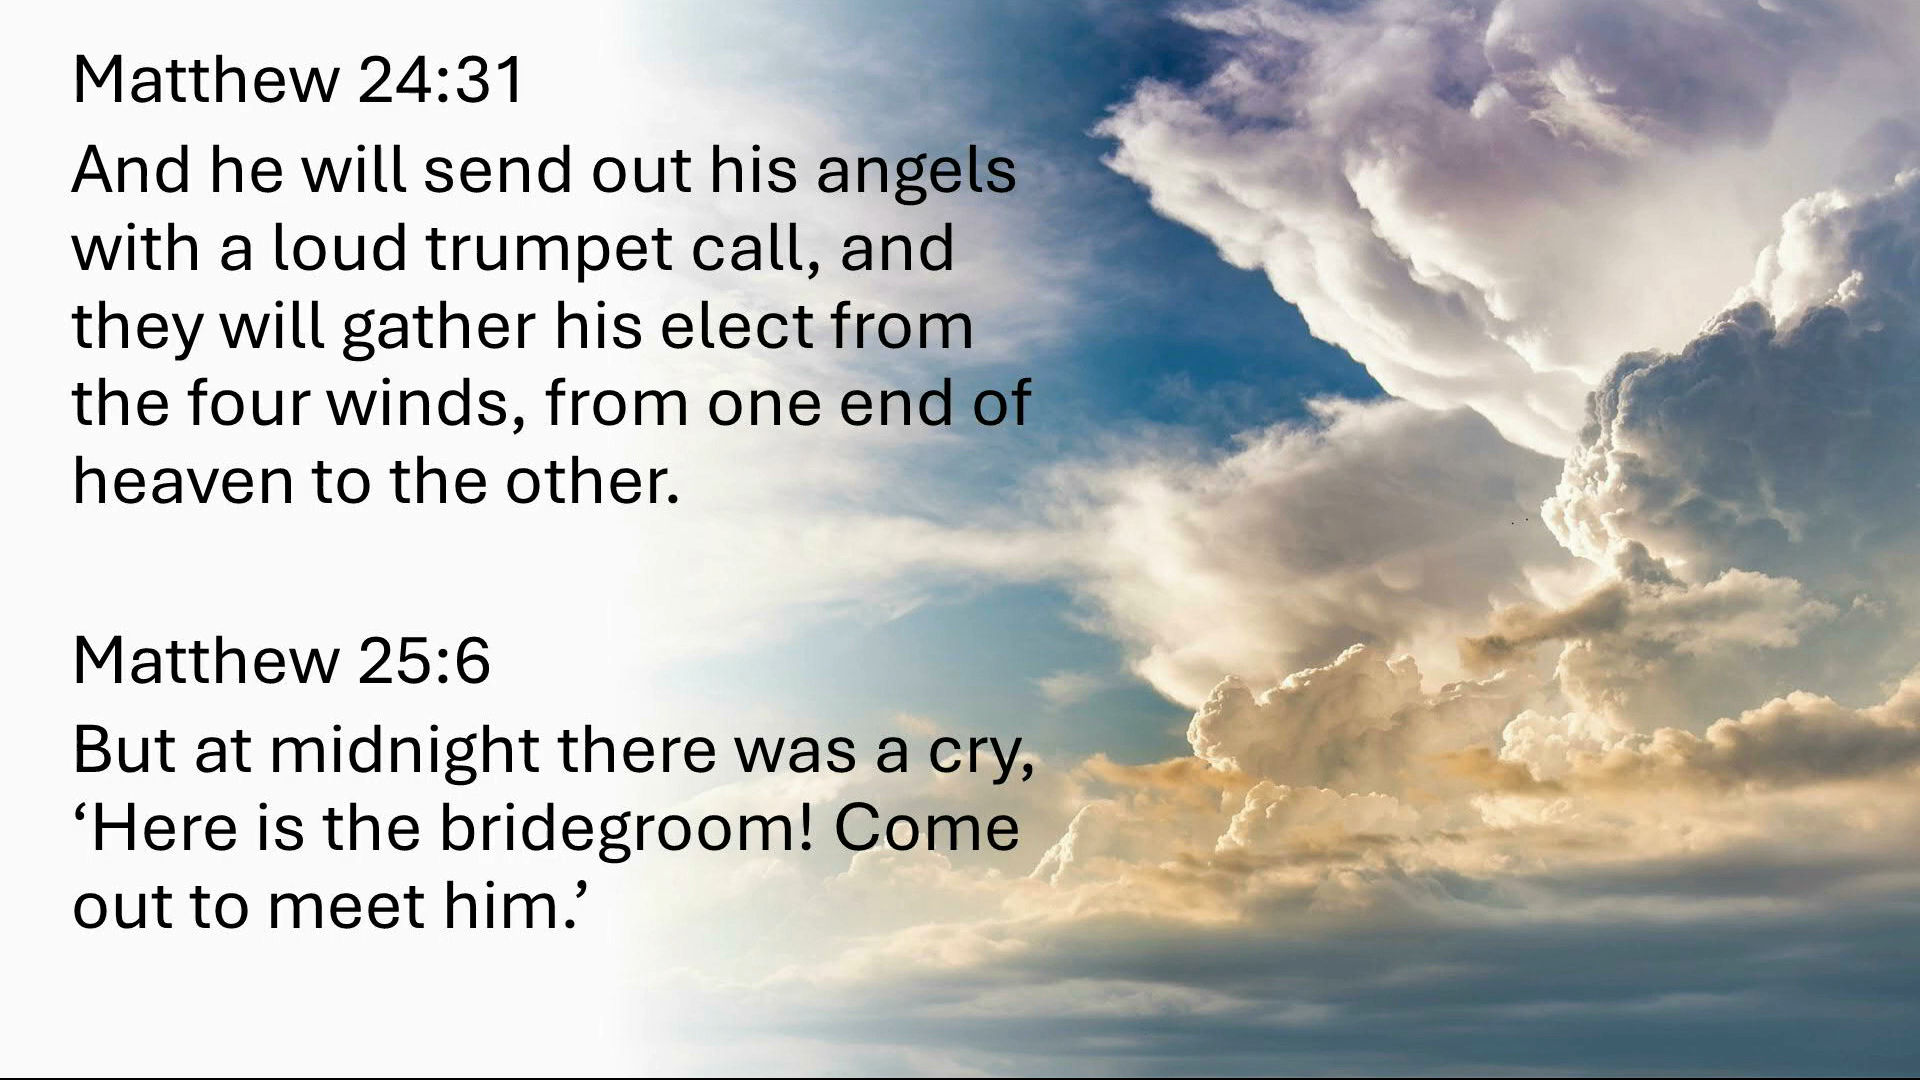 Matthew 24:31
And he will send out his angels
with a loud trumpet call, and
they will gather his elect from
the four winds, from one end of
heaven to the other.
Matthew 25:6
But at midnight there was a cry,
‘Here is the bridegroom! Come
out to meet him.’